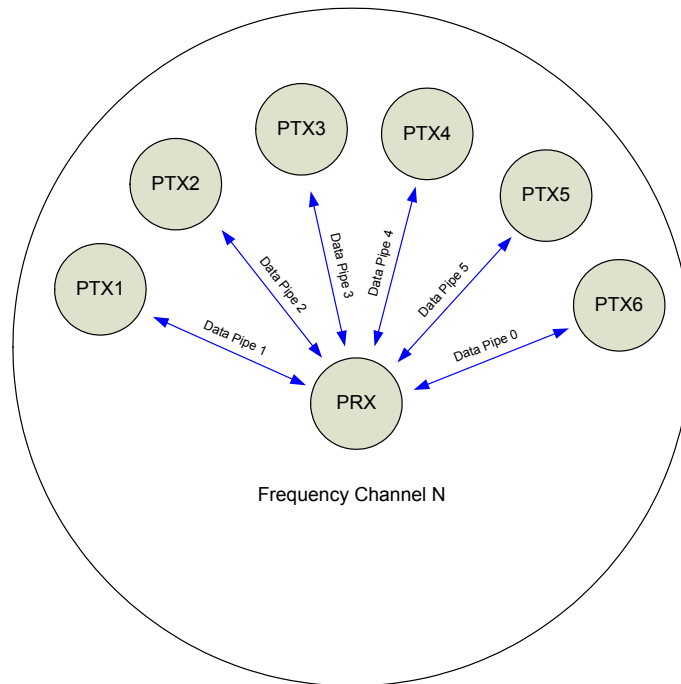 PTX3
PTX4
PTX2
PTX5
PTX1
PTX6
Data Pipe 1
Data Pipe 2
Data Pipe 3
Data Pipe 4
Data Pipe 5
Data Pipe 0
PRX
Frequency Channel N